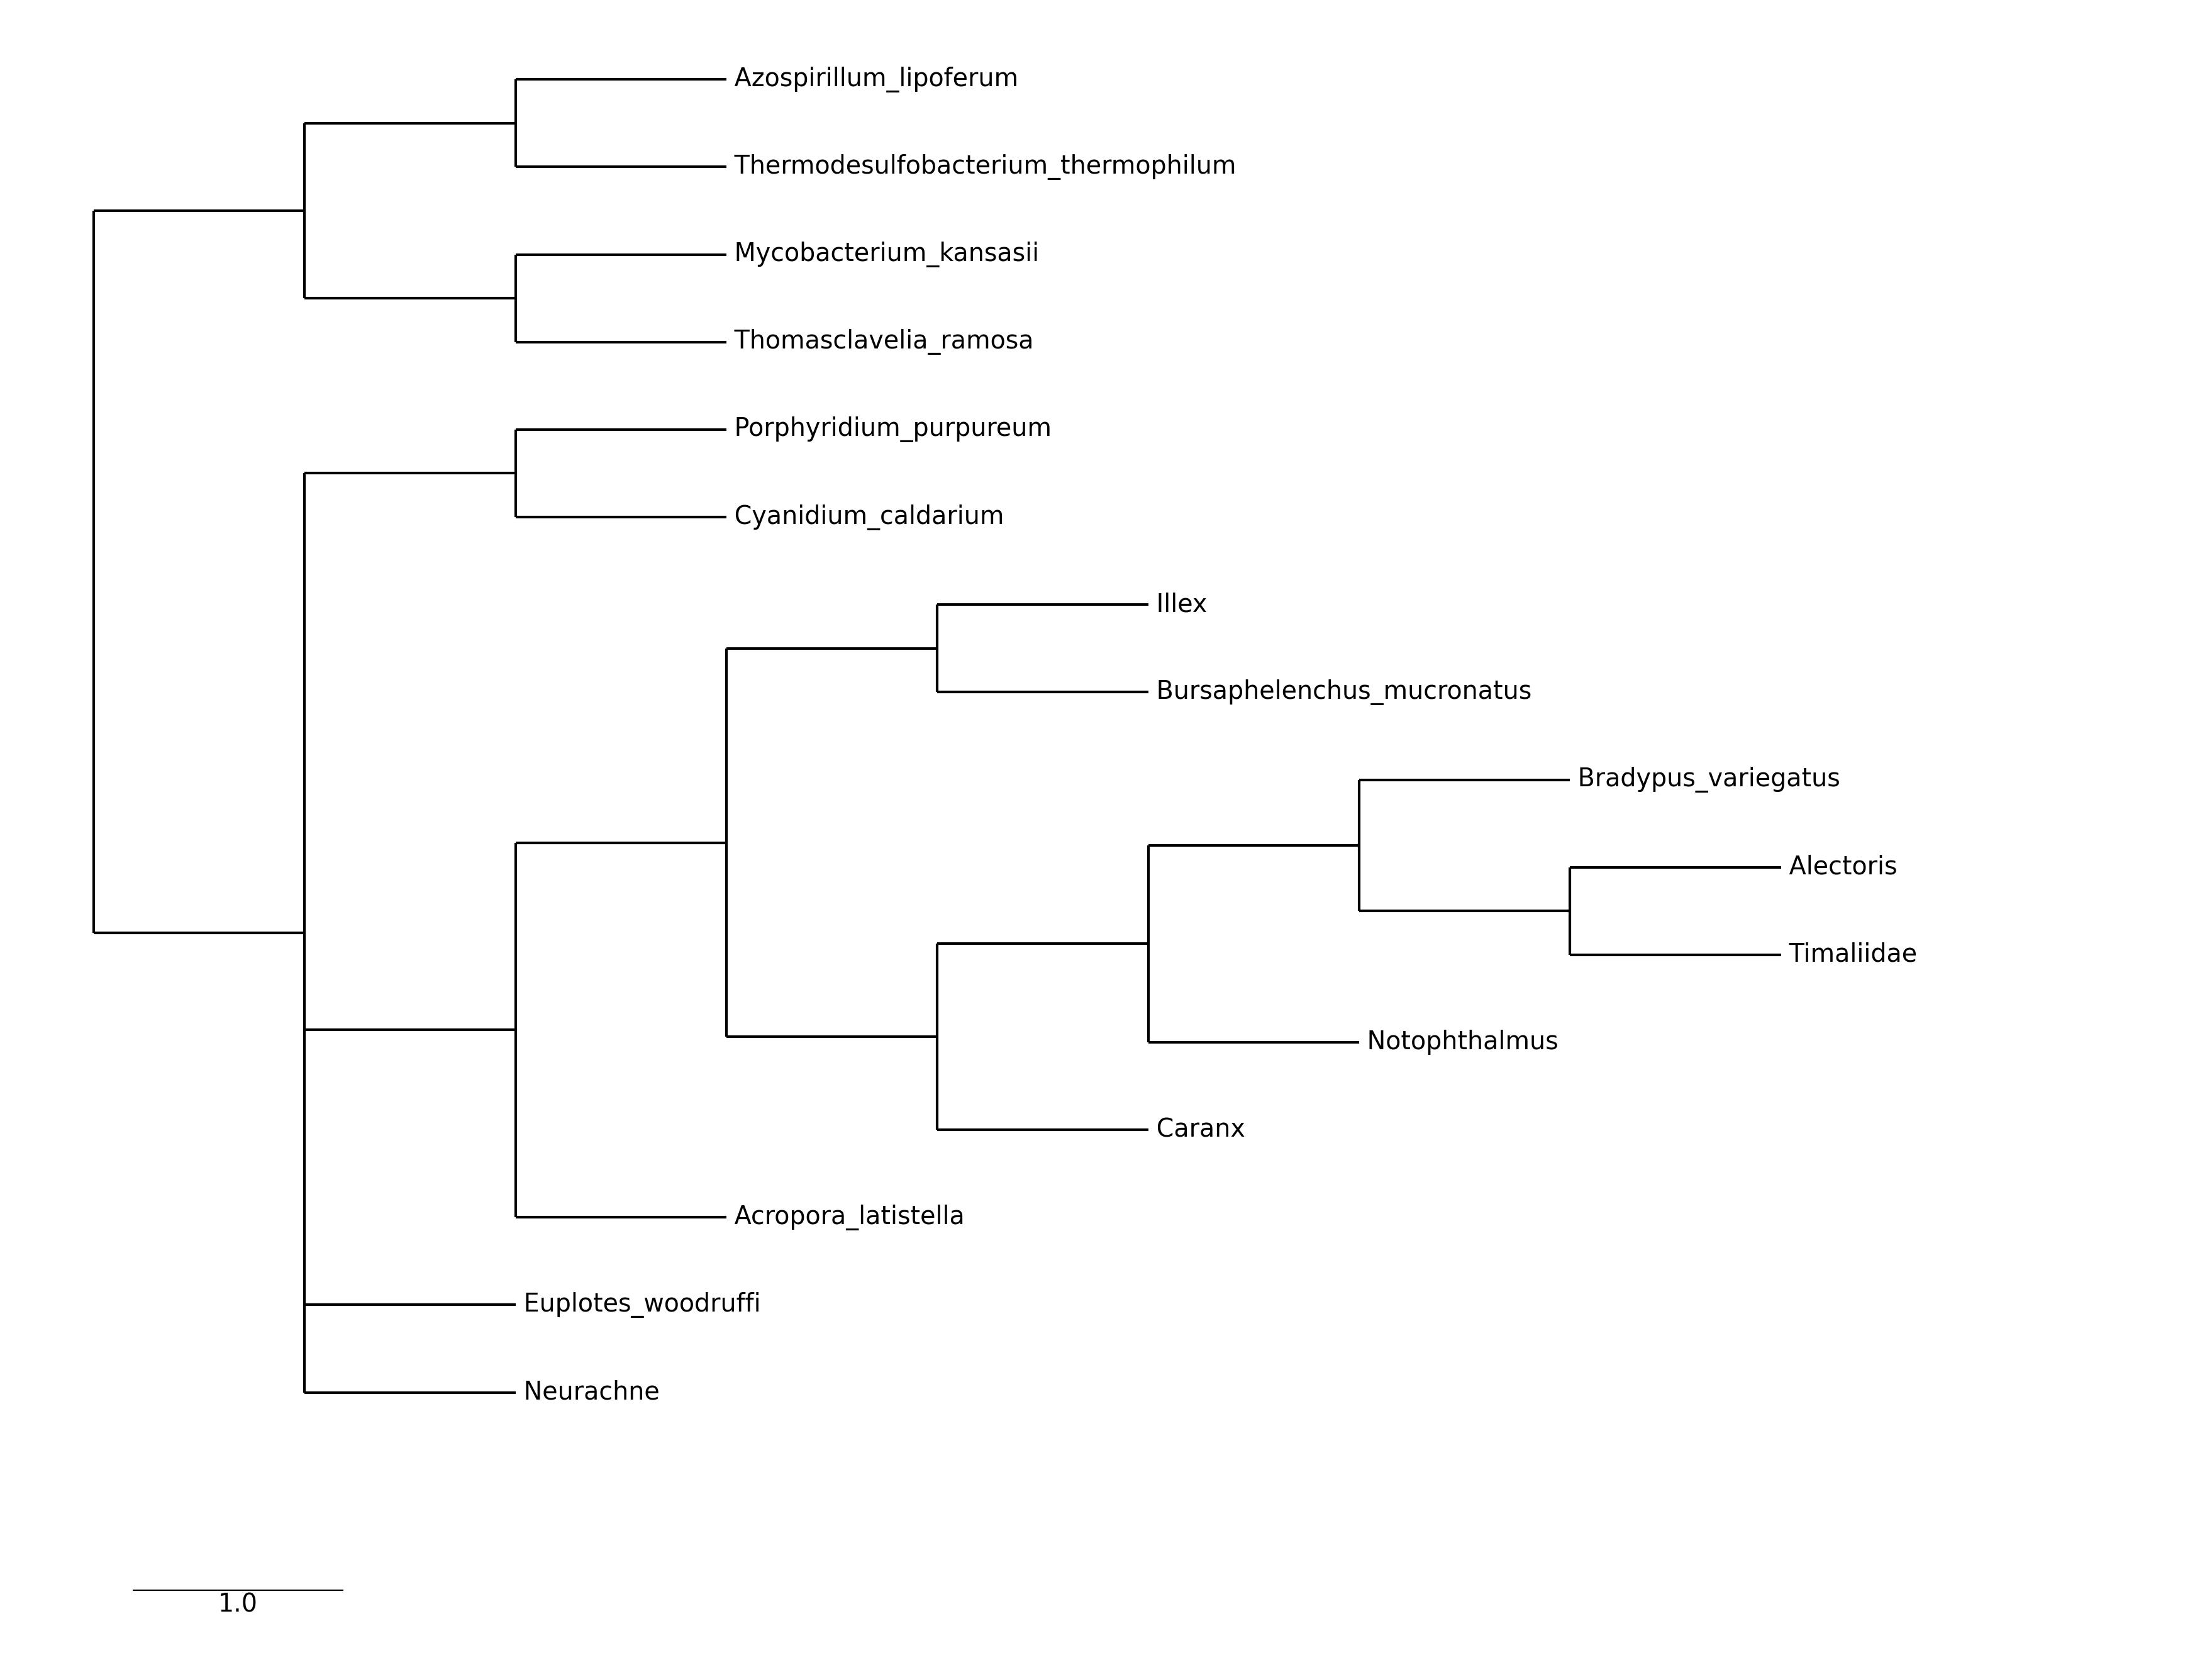 Azospirillum_lipoferum
Thermodesulfobacterium_thermophilum
Mycobacterium_kansasii
Thomasclavelia_ramosa
Porphyridium_purpureum
Cyanidium_caldarium
Illex
Bursaphelenchus_mucronatus
Bradypus_variegatus
Alectoris
Timaliidae
Notophthalmus
Caranx
Acropora_latistella
Euplotes_woodruffi
Neurachne
1.0